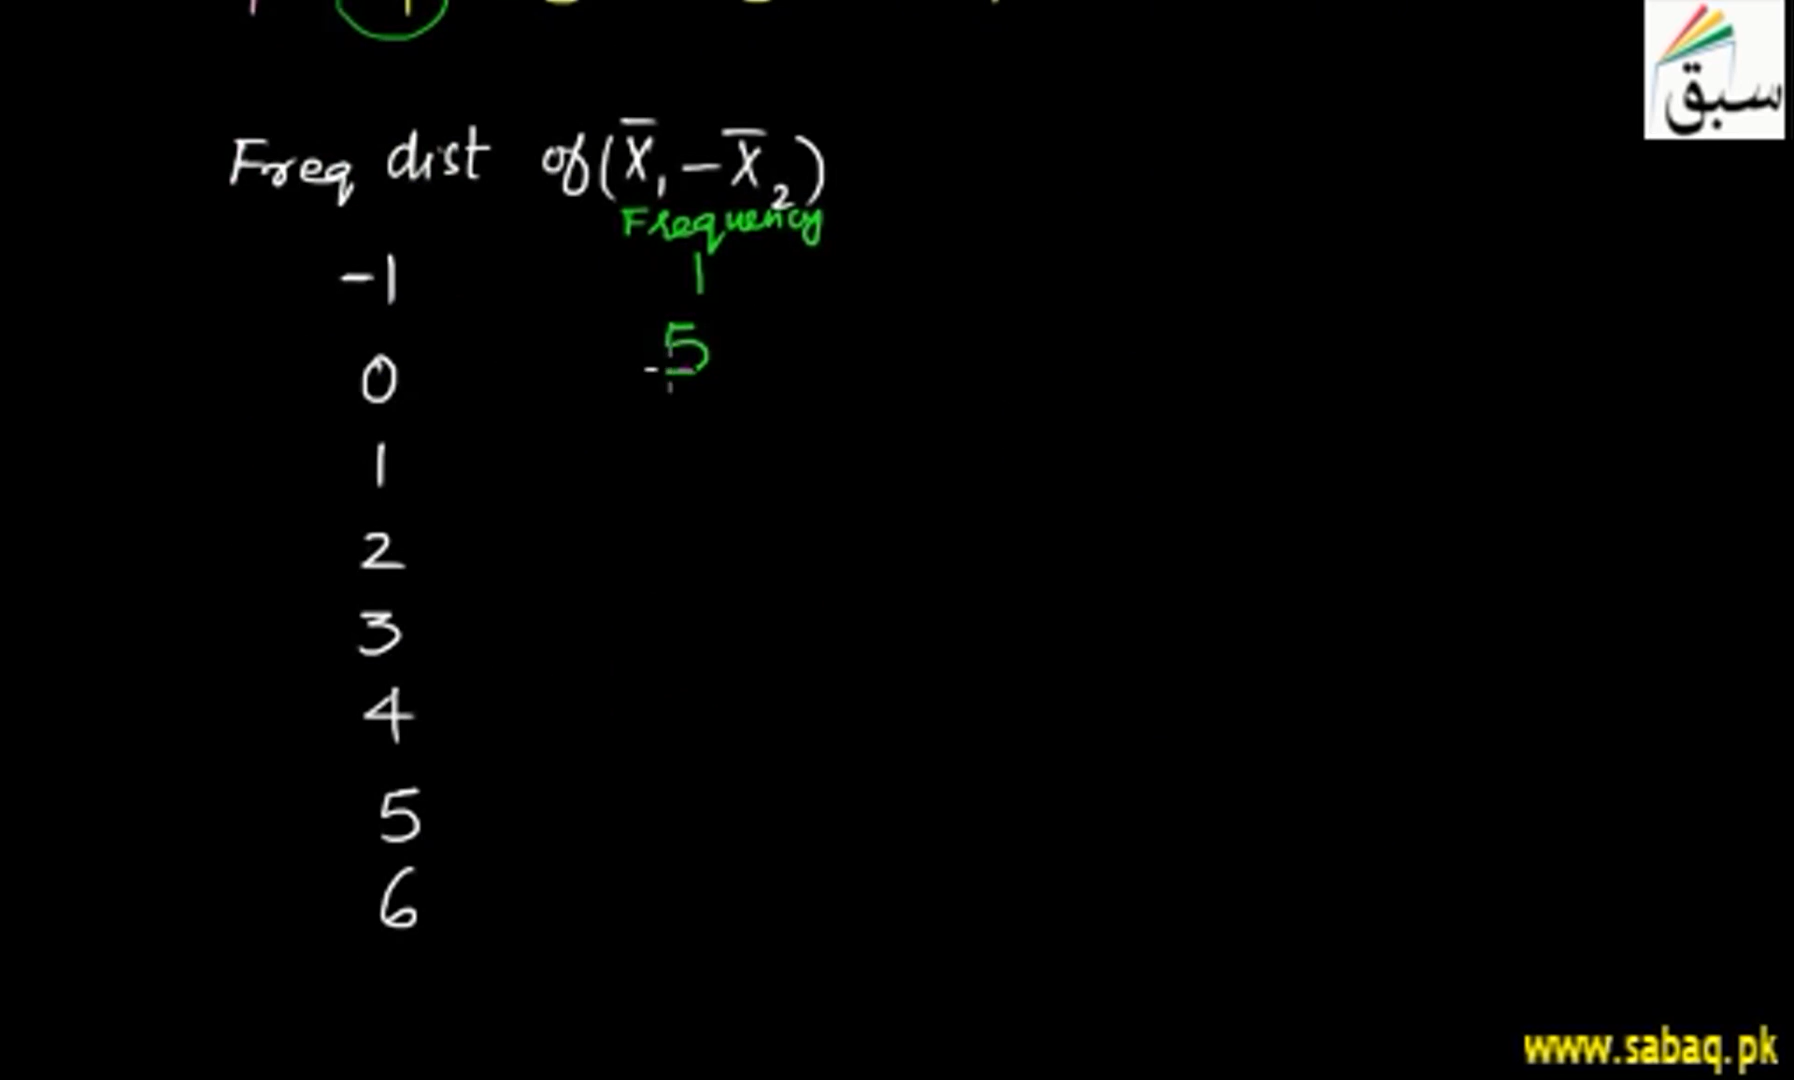 سبق
Freq dist of (X̄₁ - X̄₂)
Frequency
-1 1
0 5
1
2
3
4
5
6
www.sabaq.pk